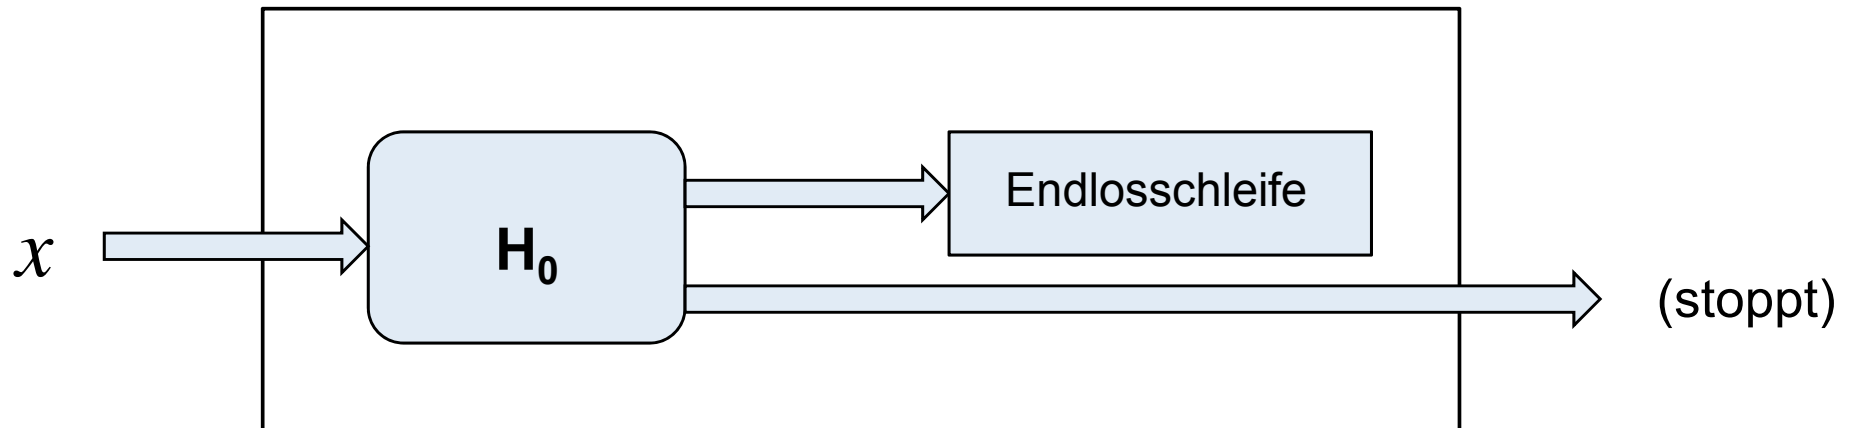 x
H₀
Endlosschleife
(stoppt)